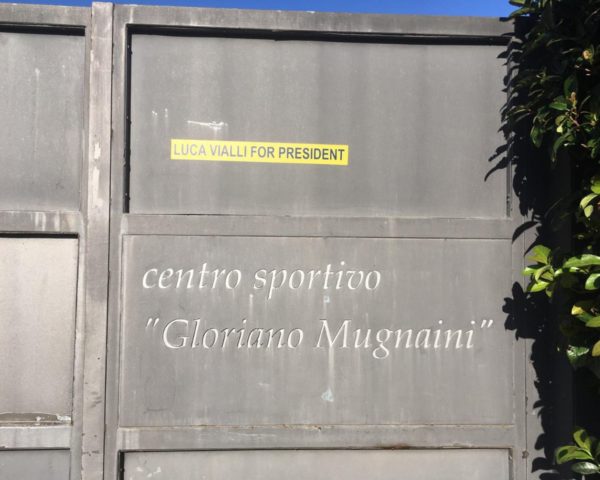 LUCA VIALLI FOR PRESIDENT
centro sportivo
"Gloriano Mugnaini"